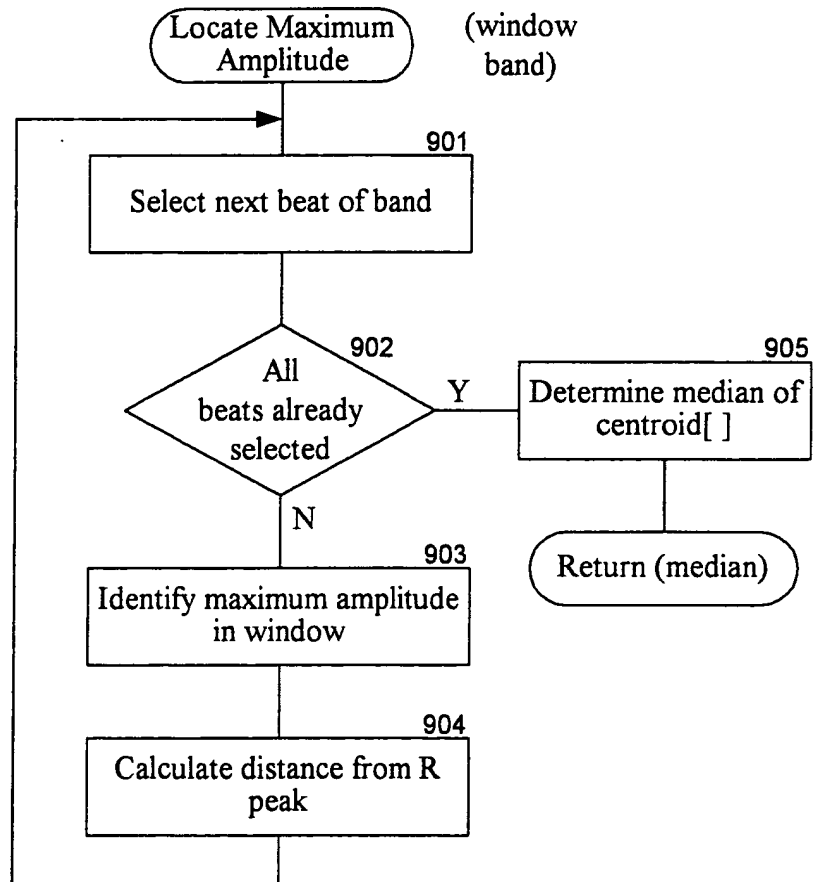 Locate Maximum
Amplitude
(window
band)
901
Select next beat of band
902
All
beats already
selected
Y
N
905
Determine median of
centroid[ ]
Return (median)
903
Identify maximum amplitude
in window
904
Calculate distance from R
peak